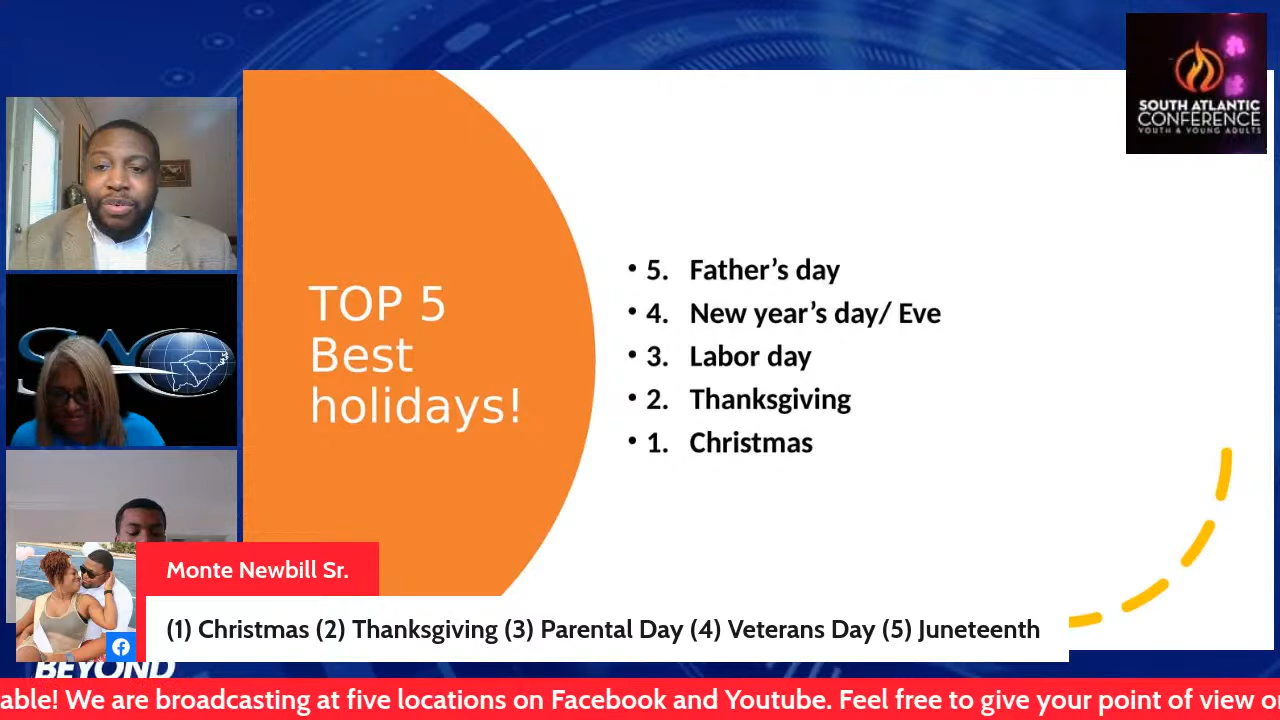 SOUTH ATLANTIC
CONFERENCE
YOUTH & YOUNG ADULTS
TOP 5
Best
holidays!
• 5. Father’s day
• 4. New year’s day/ Eve
• 3. Labor day
• 2. Thanksgiving
• 1. Christmas
Monte Newbill Sr.
(1) Christmas (2) Thanksgiving (3) Parental Day (4) Veterans Day (5) Juneteenth
BEYOND
able! We are broadcasting at five locations on Facebook and Youtube. Feel free to give your point of view o